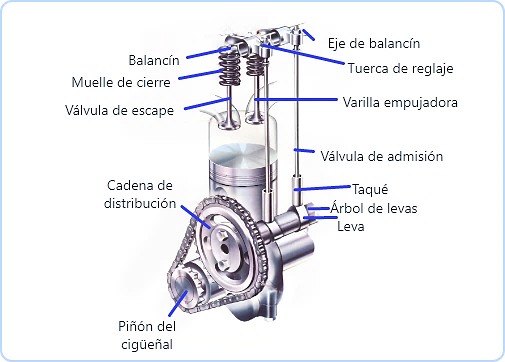 Eje de balancín
Balancín
Tuerca de reglaje
Muelle de cierre
Varilla empujadora
Válvula de escape
Válvula de admisión
Cadena de
distribución
Taqué
Árbol de levas
Leva
Piñón del
cigüeñal